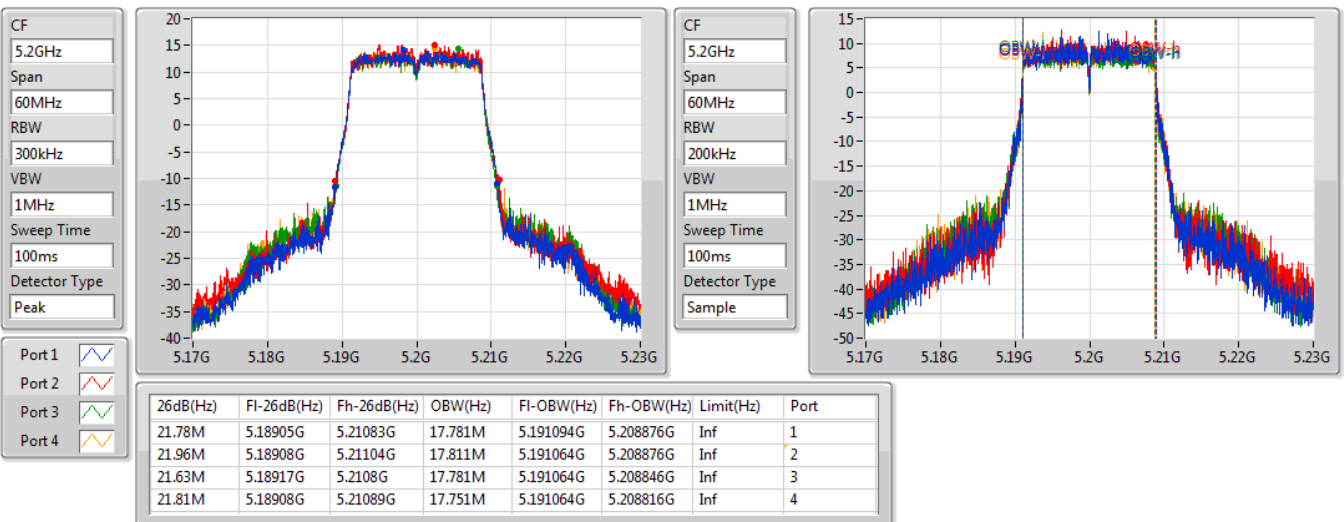 CF
5.2GHz
Span
60MHz
RBW
300kHz
VBW
1MHz
Sweep Time
100ms
Detector Type
Peak
20
15
10
5
0
-5
-10
-15
-20
-25
-30
-35
-40
5.17G 5.18G 5.19G 5.2G 5.21G 5.22G 5.23G
CF
5.2GHz
Span
60MHz
RBW
200kHz
VBW
1MHz
Sweep Time
100ms
Detector Type
Sample
15
10
5
0
-5
-10
-15
-20
-25
-30
-35
-40
-45
-50
5.17G 5.18G 5.19G 5.2G 5.21G 5.22G 5.23G
Port 1
Port 2
Port 3
Port 4
26dB(Hz) Fl-26dB(Hz) Fh-26dB(Hz) OBW(Hz) Fl-OBW(Hz) Fh-OBW(Hz) Limit(Hz) Port
21.78M 5.18905G 5.21083G 17.781M 5.191094G 5.208876G Inf 1
21.96M 5.18908G 5.21104G 17.811M 5.191064G 5.208876G Inf 2
21.63M 5.18917G 5.2108G 17.781M 5.191064G 5.208846G Inf 3
21.81M 5.18908G 5.21089G 17.751M 5.191064G 5.208816G Inf 4